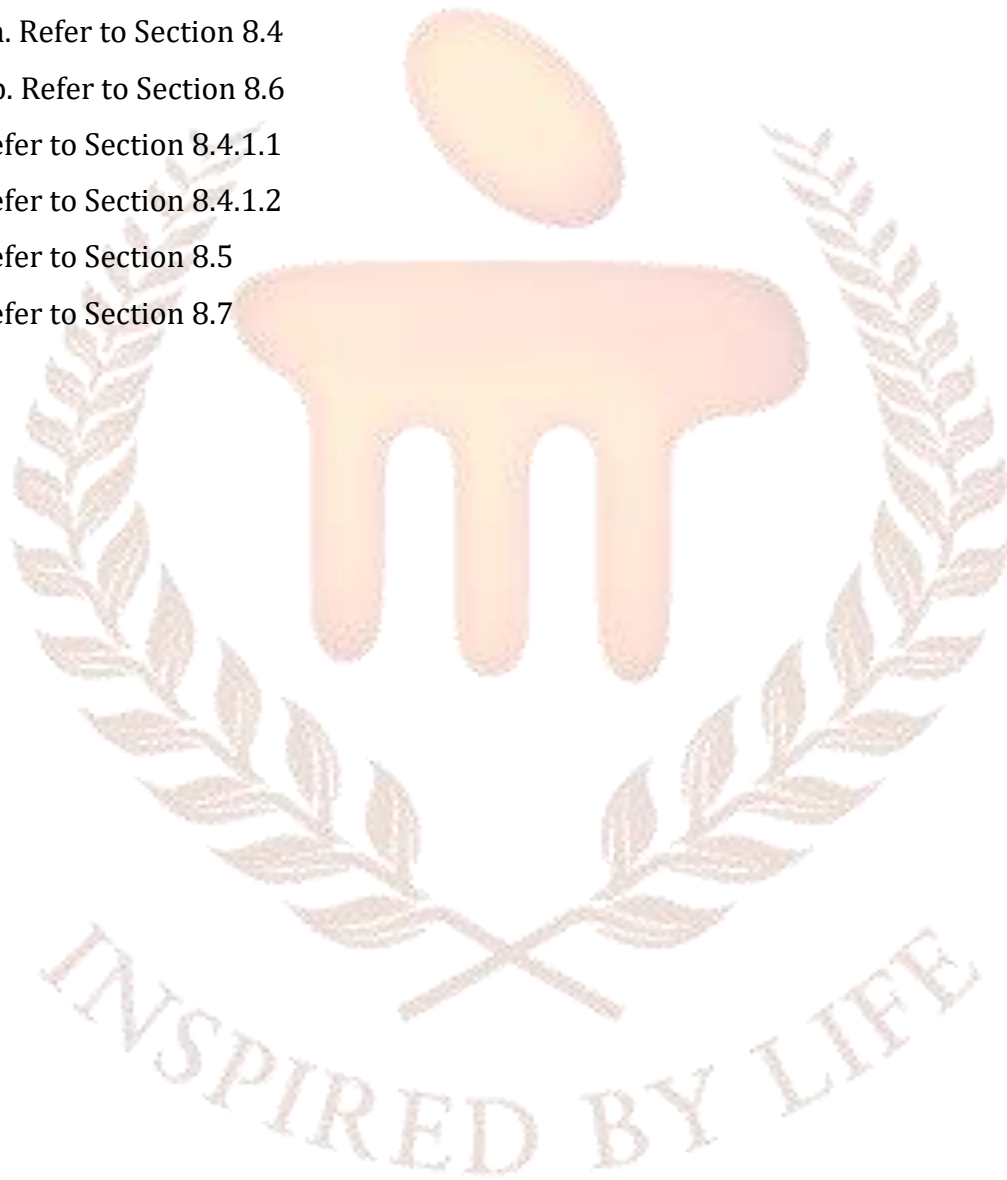 . Refer to Section 8.4
. Refer to Section 8.6
efer to Section 8.4.1.1
efer to Section 8.4.1.2
efer to Section 8.5
efer to Section 8.7
INSPIRED BY LIFE